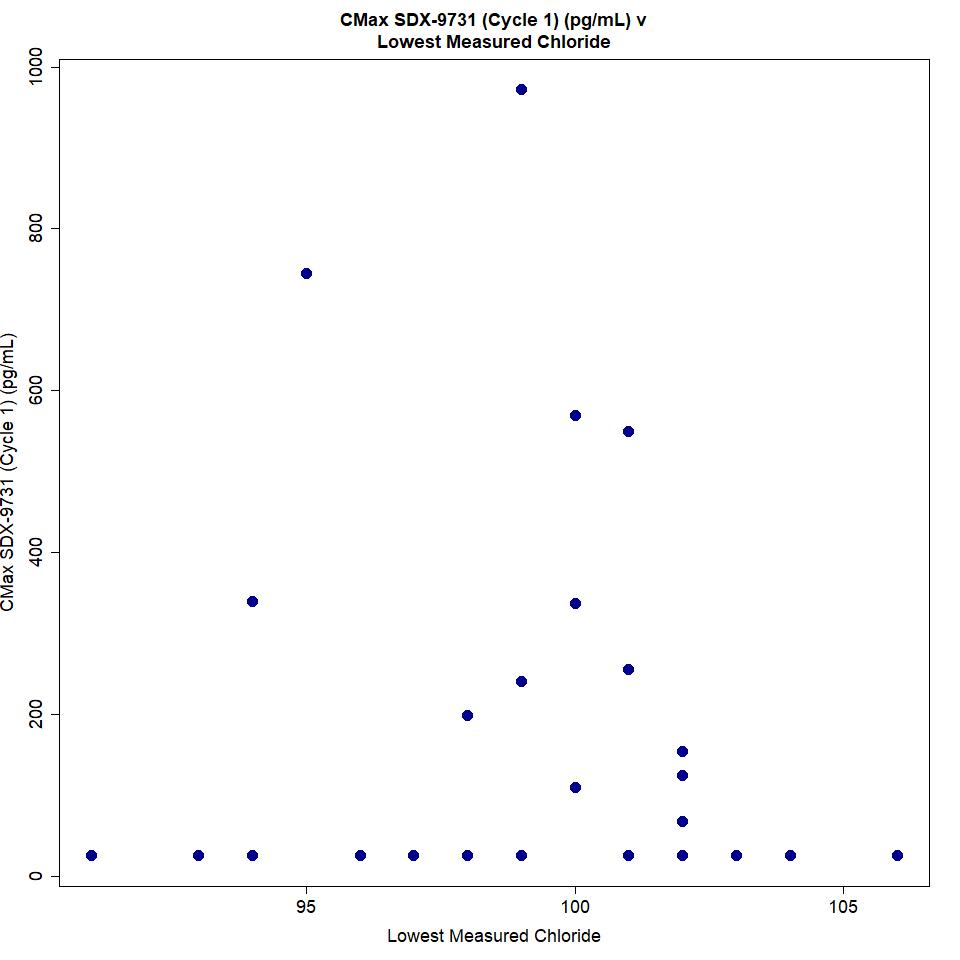 CMax SDX-9731 (Cycle 1) (pg/mL) v
Lowest Measured Chloride
1000
800
600
400
200
0
CMax SDX-9731 (Cycle 1) (pg/mL)
95 100 105
Lowest Measured Chloride